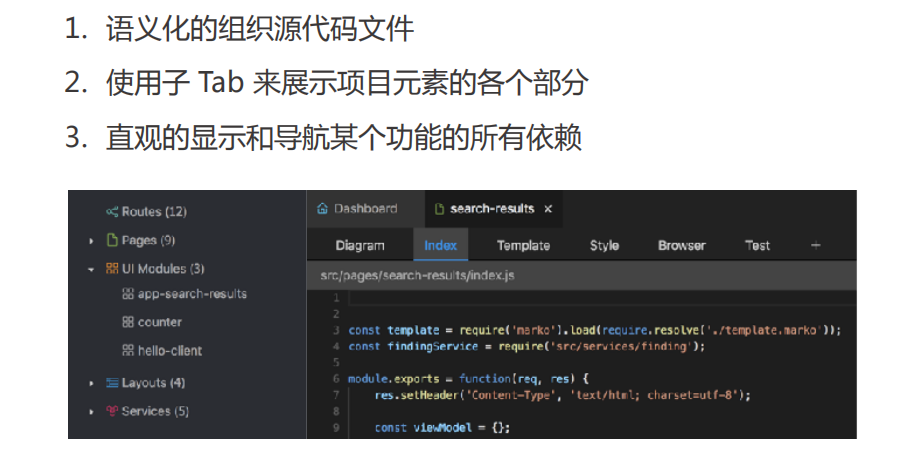 1. 语义化的组织源代码文件
2. 使用子 Tab 来展示项目元素的各个部分
3. 直观的显示和导航某个功能的所有依赖
Routes (12)
Pages (9)
UI Modules (3)
app-search-results
counter
hello-client
Layouts (4)
Services (5)
Dashboard search-results ×
Diagram Index Template Style Browser Test +
src/pages/search-results/index.js
1
2
3 const template = require('marko').load(require.resolve('./template.marko'));
4 const findingService = require('src/services/finding');
5
6 module.exports = function(req, res) {
7 res.setHeader('Content-Type', 'text/html; charset=utf-8');
8
9 const viewModel = {};